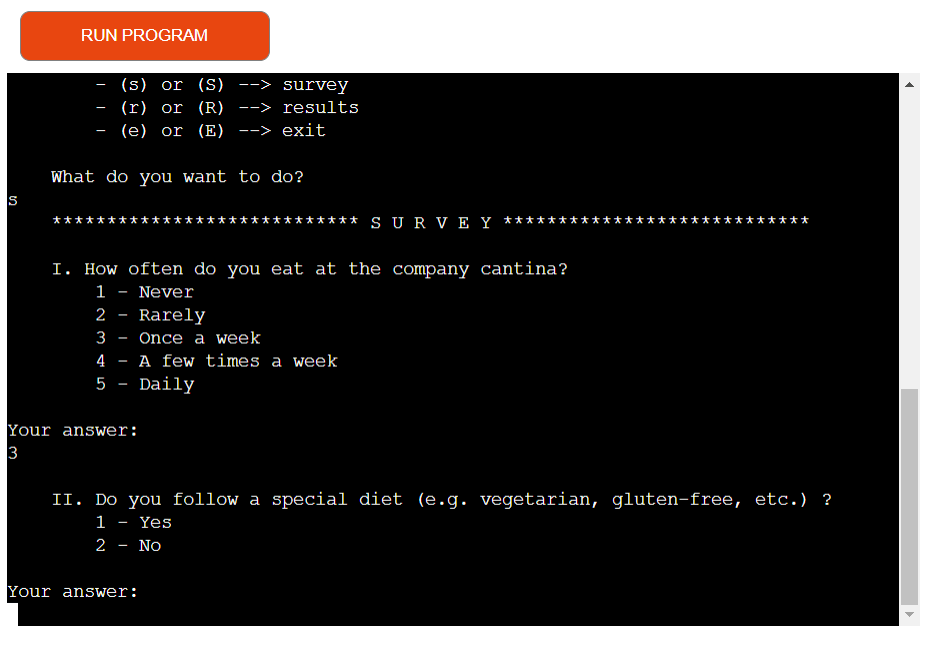 RUN PROGRAM
- (s) or (S) --> survey
- (r) or (R) --> results
- (e) or (E) --> exit
What do you want to do?
s
**************************** S U R V E Y ****************************
I. How often do you eat at the company cantina?
1 - Never
2 - Rarely
3 - Once a week
4 - A few times a week
5 - Daily
Your answer:
3
II. Do you follow a special diet (e.g. vegetarian, gluten-free, etc.) ?
1 - Yes
2 - No
Your answer: